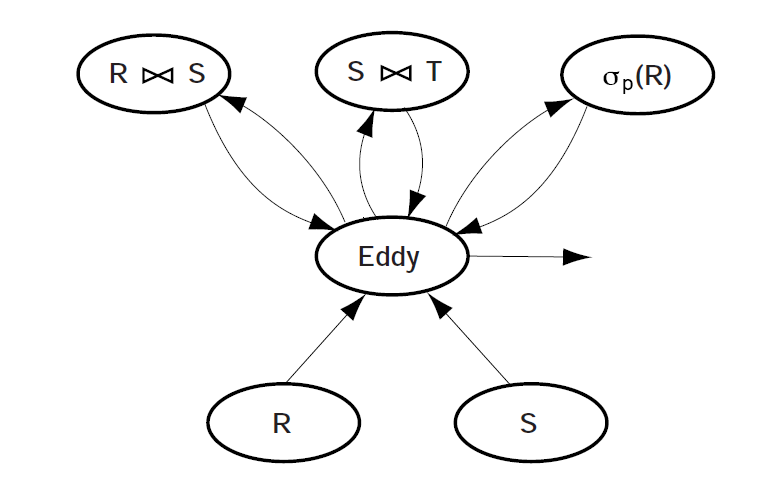 R ⋈ S
S ⋈ T
σp(R)
Eddy
R
S